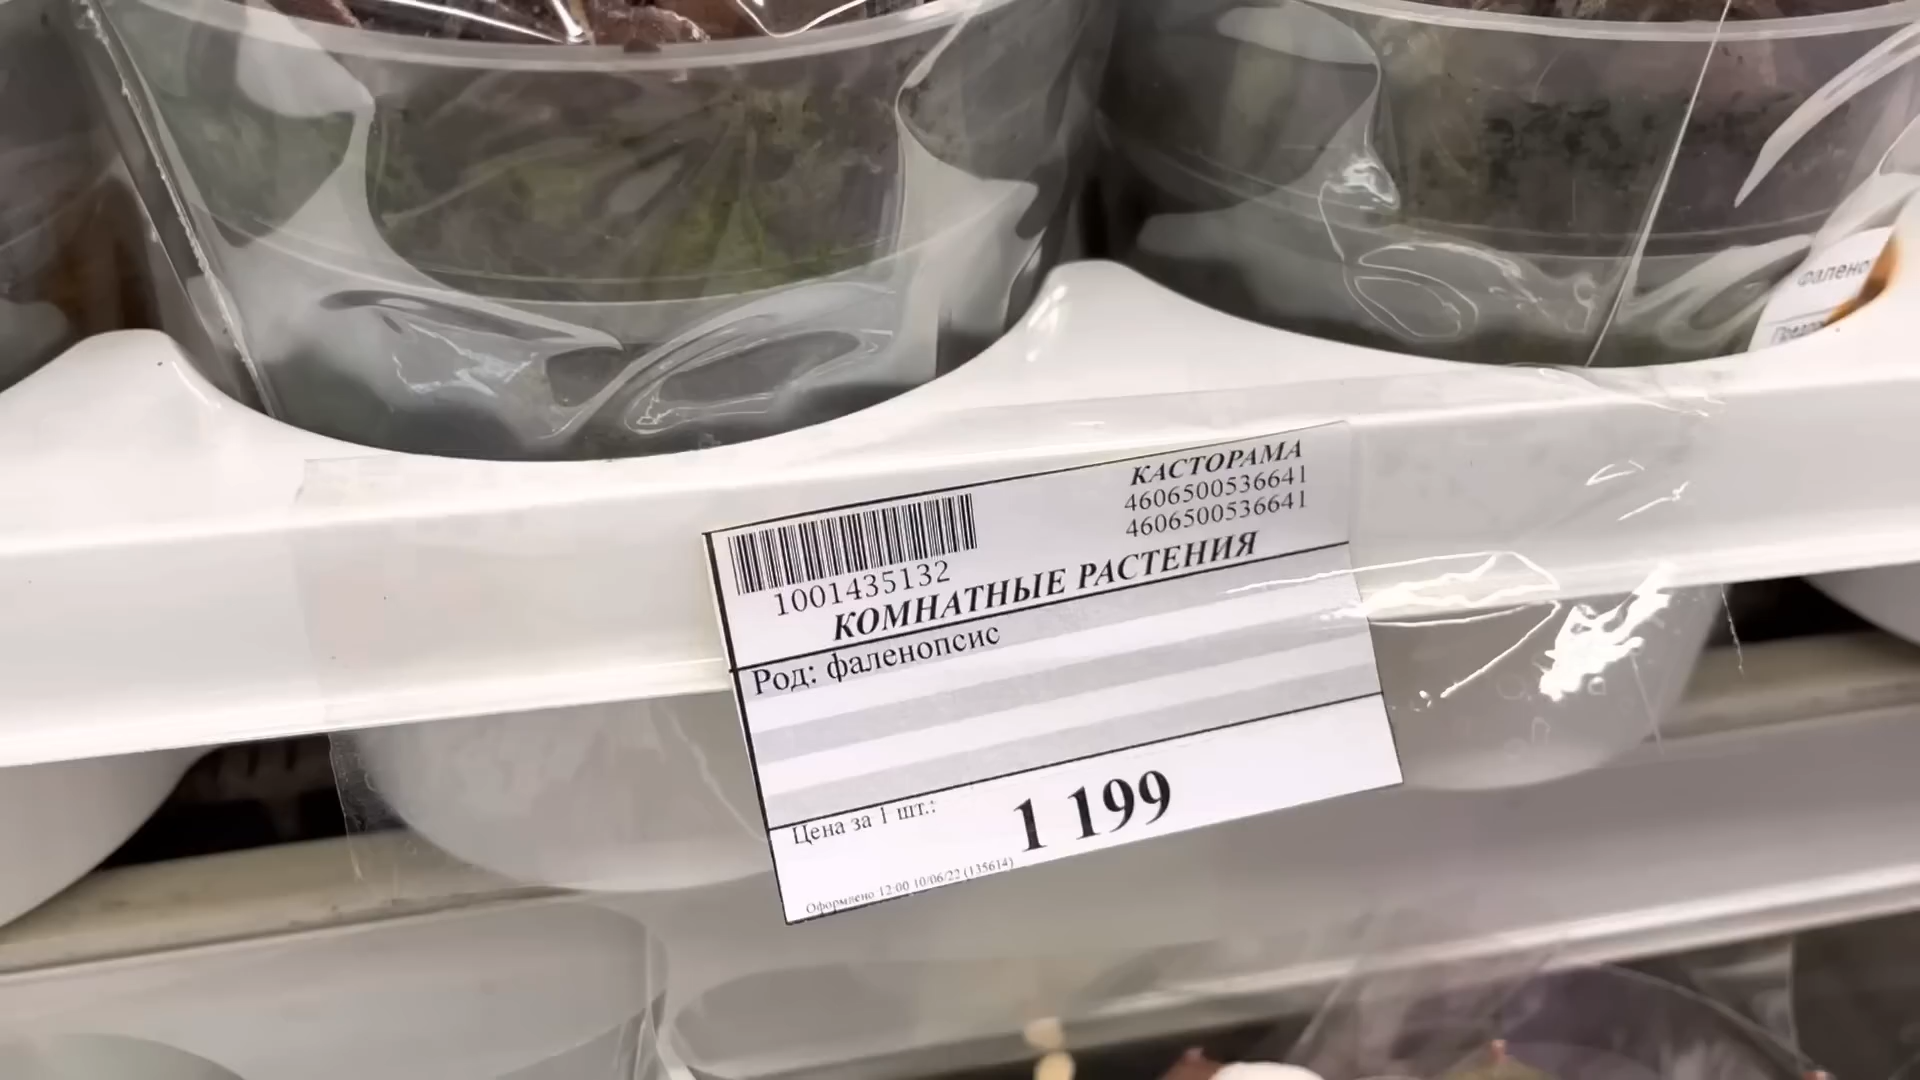 КАСТОРАМА
4606500536641
4606500536641
1001435132
КОМНАТНЫЕ РАСТЕНИЯ
Род: фаленопсис
Цена за 1 шт.:
1 199
Оформлено 12:00 10/06/22 (135614)
фалено